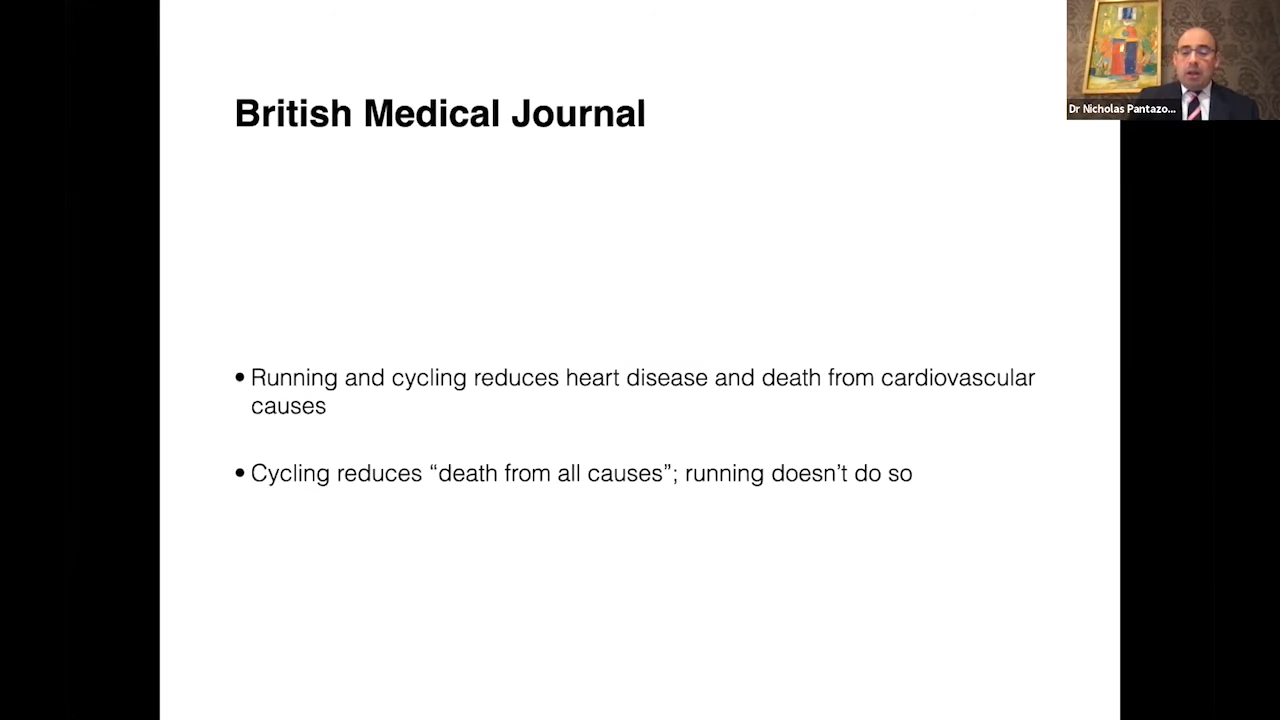 British Medical Journal
Dr Nicholas Pantazo...
• Running and cycling reduces heart disease and death from cardiovascular
causes
• Cycling reduces “death from all causes”; running doesn’t do so